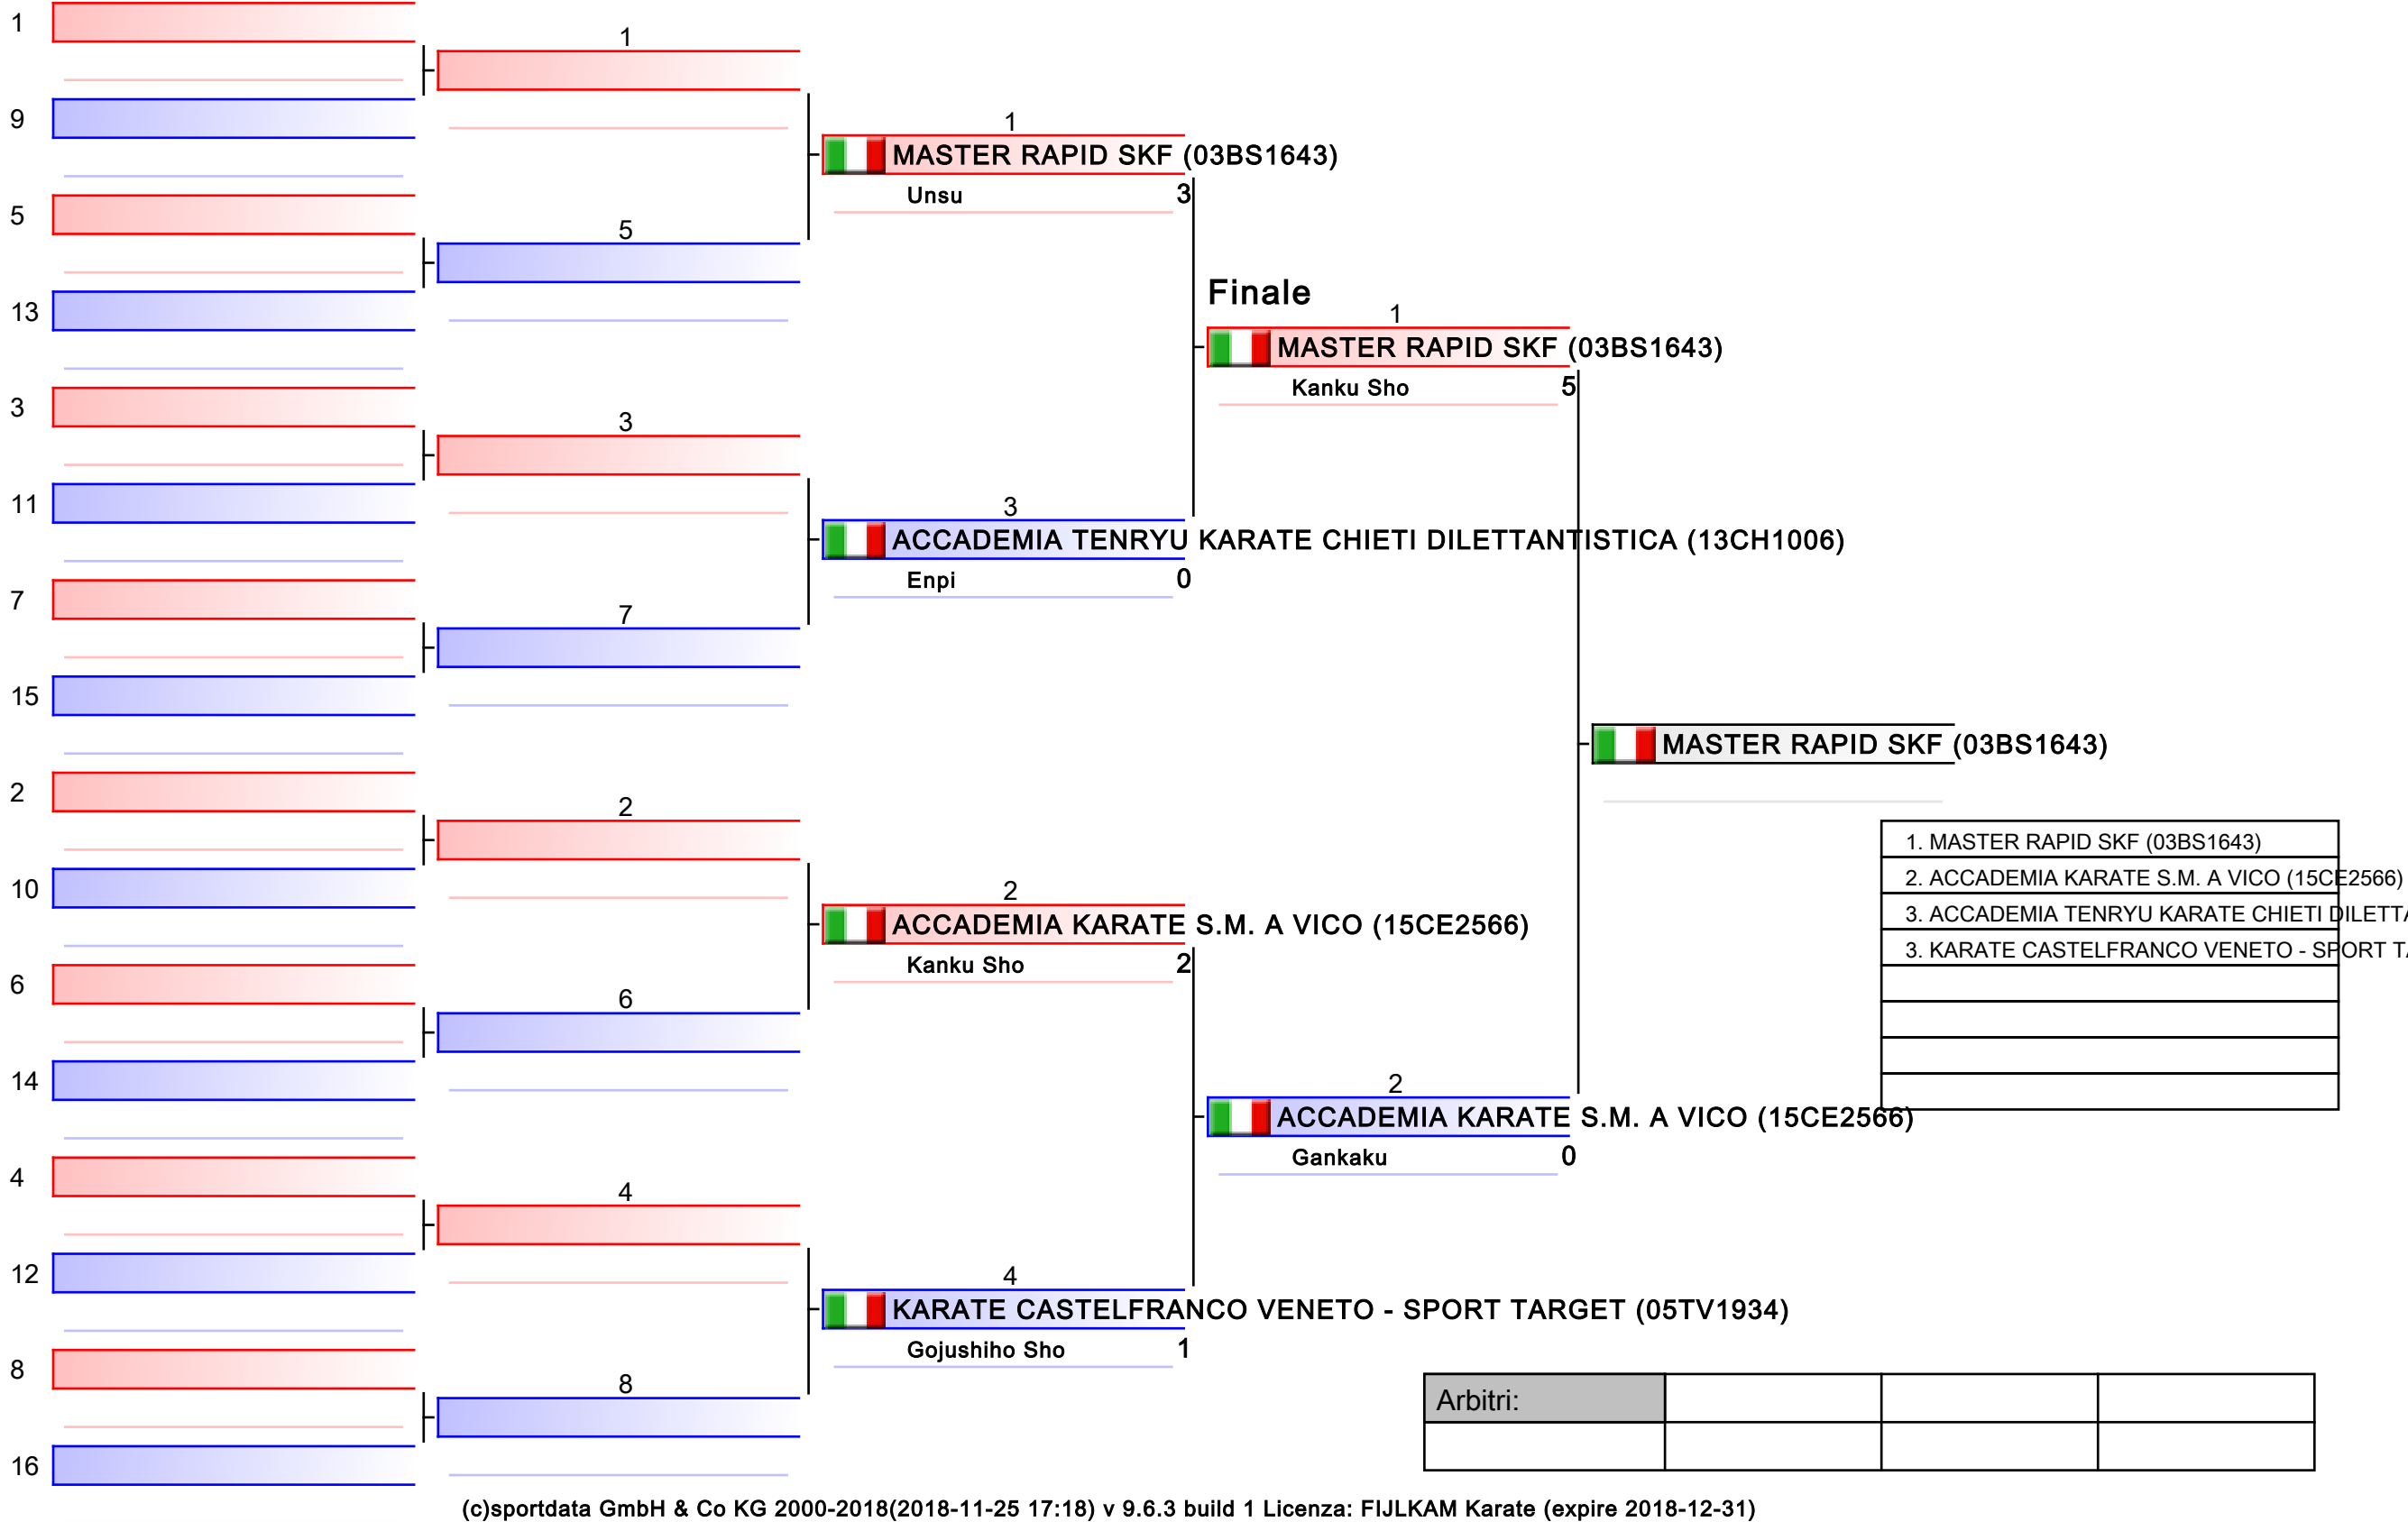 1
9
5
13
3
11
7
15
2
10
6
14
4
12
8
16
1
5
3
7
2
6
4
8
1
MASTER RAPID SKF (03BS1643)
Unsu 3
3
ACCADEMIA TENRYU KARATE CHIETI DILETTANTISTICA (13CH1006)
Enpi 0
2
ACCADEMIA KARATE S.M. A VICO (15CE2566)
Kanku Sho 2
4
KARATE CASTELFRANCO VENETO - SPORT TARGET (05TV1934)
Gojushiho Sho 1
Finale
1
MASTER RAPID SKF (03BS1643)
Kanku Sho 5
2
ACCADEMIA KARATE S.M. A VICO (15CE2566)
Gankaku 0
MASTER RAPID SKF (03BS1643)
1. MASTER RAPID SKF (03BS1643)
2. ACCADEMIA KARATE S.M. A VICO (15CE2566)
3. ACCADEMIA TENRYU KARATE CHIETI DILETTA
3. KARATE CASTELFRANCO VENETO - SPORT TA
Arbitri:
(c)sportdata GmbH & Co KG 2000-2018(2018-11-25 17:18) v 9.6.3 build 1 Licenza: FIJLKAM Karate (expire 2018-12-31)